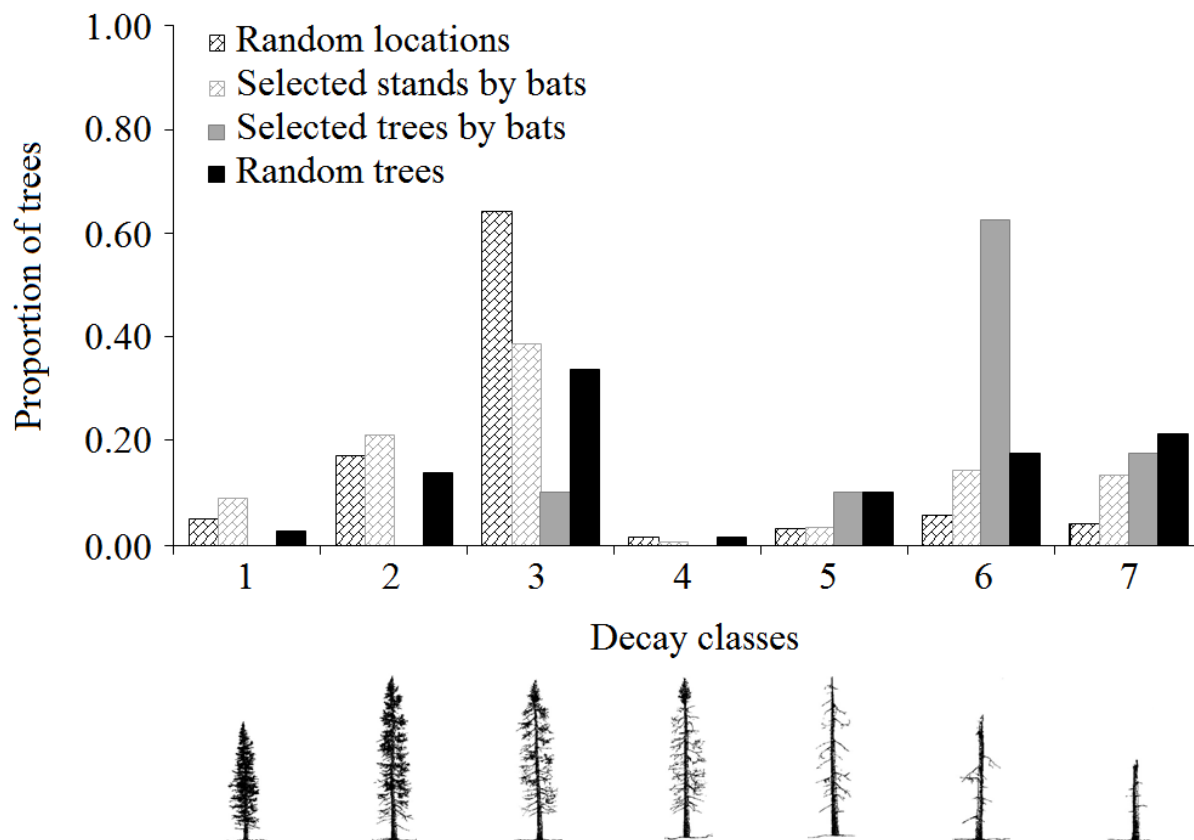 1.00
0.80
0.60
0.40
0.20
0.00
Proportion of trees
Random locations
Selected stands by bats
Selected trees by bats
Random trees
1 2 3 4 5 6 7
Decay classes